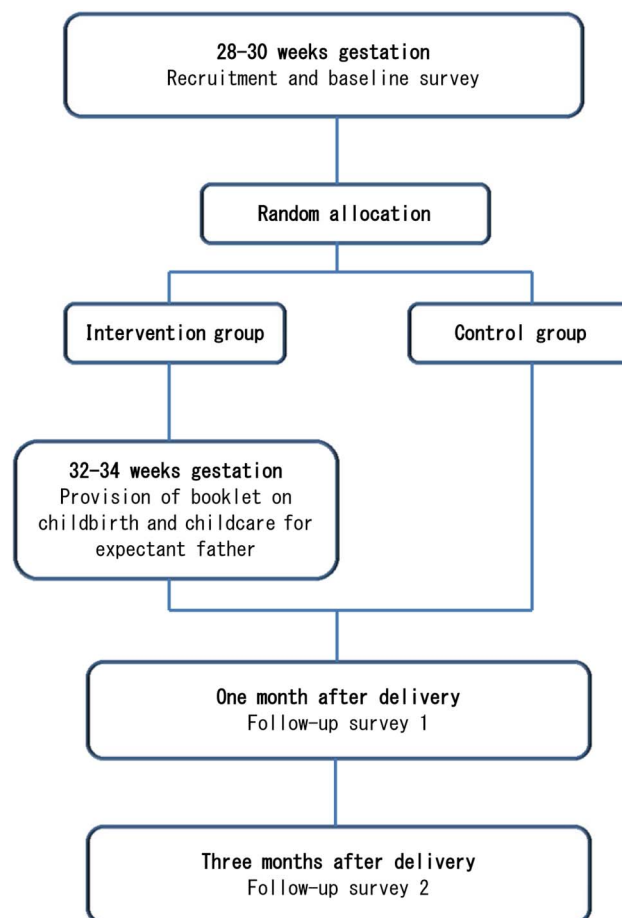 28-30 weeks gestation
Recruitment and baseline survey
Random allocation
Intervention group
Control group
32-34 weeks gestation
Provision of booklet on
childbirth and childcare for
expectant father
One month after delivery
Follow-up survey 1
Three months after delivery
Follow-up survey 2